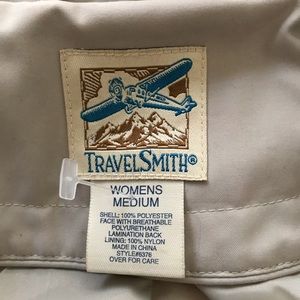 TRAVELSMITH®
WOMENS
MEDIUM
SHELL: 100% POLYESTER
FACE WITH BREATHABLE
POLYURETHANE
LAMINATION BACK
LINING: 100% NYLON
MADE IN CHINA
STYLE#6376
OVER FOR CARE